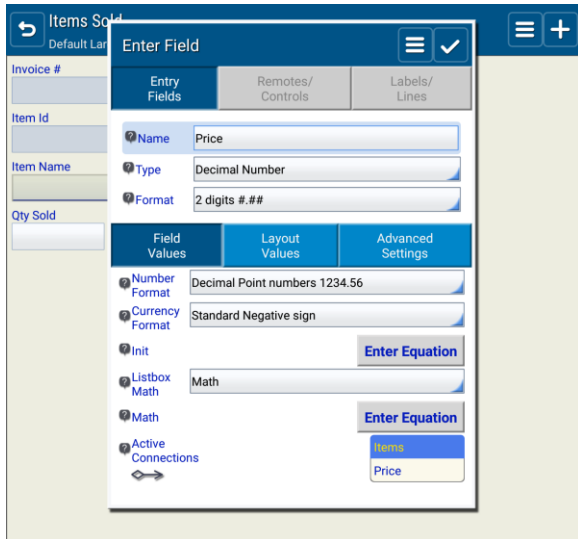 Items So
Default Lar
Invoice #
Item Id
Item Name
Qty Sold
Enter Field
Entry Fields
Remotes/ Controls
Labels/ Lines
Name
Price
Type
Decimal Number
Format
2 digits #.##
Field Values
Layout Values
Advanced Settings
Number Format
Decimal Point numbers 1234.56
Currency Format
Standard Negative sign
Init
Enter Equation
Listbox Math
Math
Math
Enter Equation
Active Connections
Items
Price